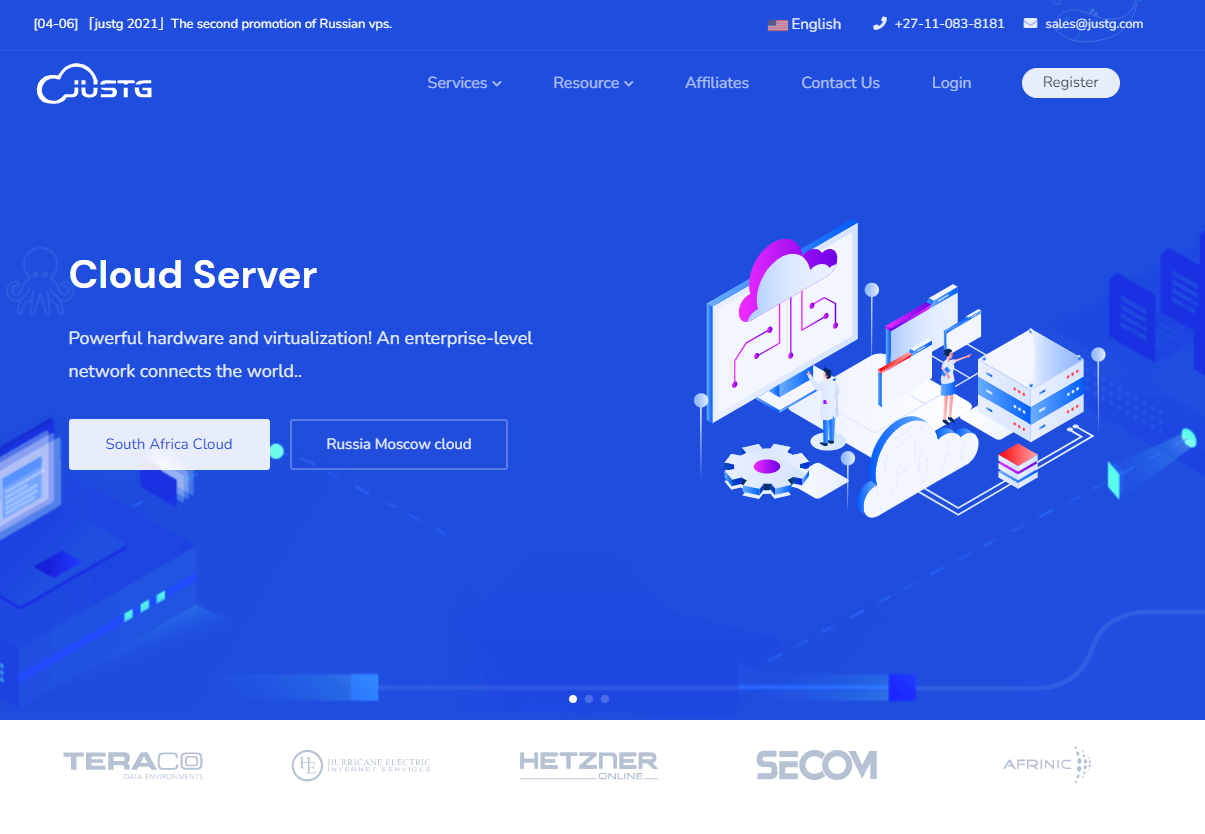 [04-06] ⌈justg 2021⌋ The second promotion of Russian vps.
English
+27-11-083-8181
sales@justg.com
JUSTG
Services
Resource
Affiliates
Contact Us
Login
Register
Cloud Server
Powerful hardware and virtualization! An enterprise-level
network connects the world..
South Africa Cloud
Russia Moscow cloud
TERACO
DATA ENVIRONMENTS
HE
HURRICANE ELECTRIC
INTERNET SERVICES
HETZNER
ONLINE
SECOM
AFRINIC